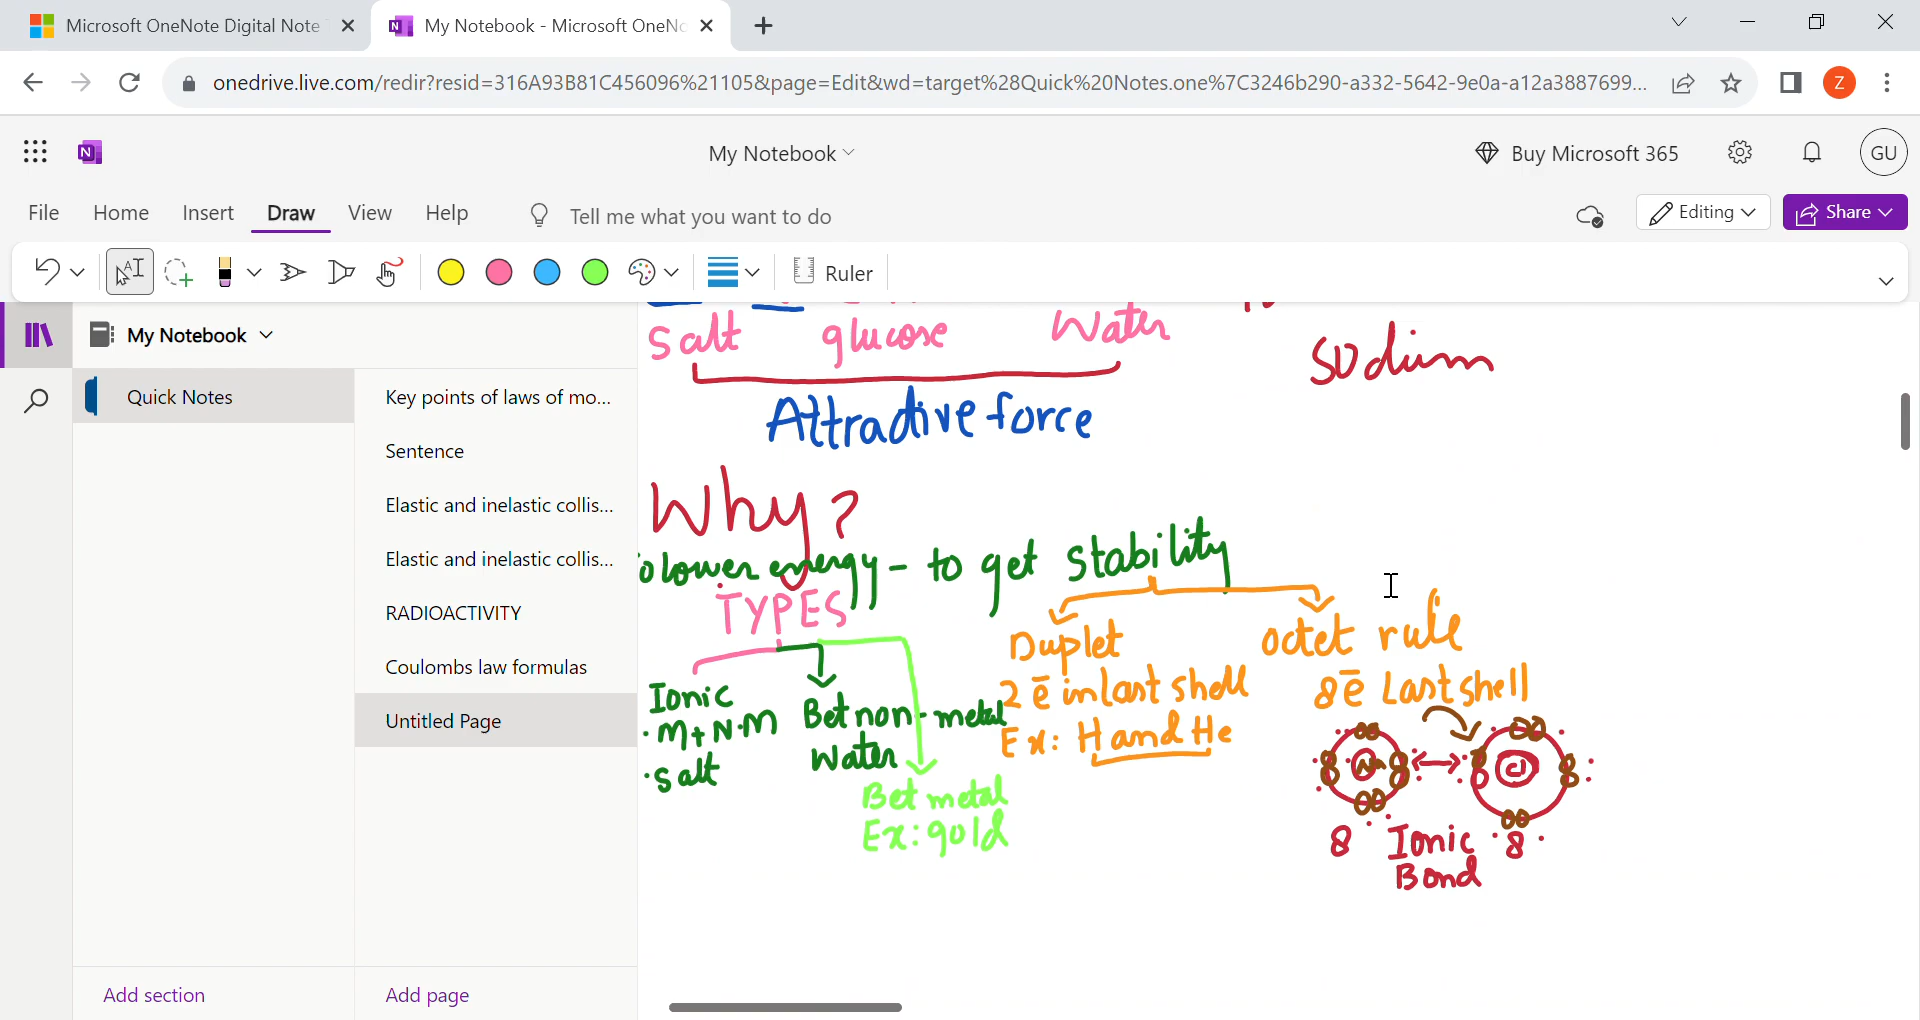 Microsoft OneNote Digital Note
My Notebook - Microsoft OneNo
onedrive.live.com/redir?resid=316A93B81C456096%21105&page=Edit&wd=target%28Quick%20Notes.one%7C3246b290-a332-5642-9e0a-a12a3887699...
Z
N
My Notebook
Buy Microsoft 365
GU
File Home Insert Draw View Help
Tell me what you want to do
Editing
Share
Ruler
My Notebook
Quick Notes
Key points of laws of mo...
Sentence
Elastic and inelastic collis...
Elastic and inelastic collis...
RADIOACTIVITY
Coulombs law formulas
Untitled Page
Add section
Add page
Salt glucose Water
Sodium
Attractive force
Why?
o lower energy - to get stability
TYPES
Duplet octet rule
2 ē in last shell 8ē Last shell
Ex: H and He
Ionic
·M+N·M
·salt
Bet non-metal
Water
Bet metal
Ex: gold
Na Cl
8 Ionic 8
Bond